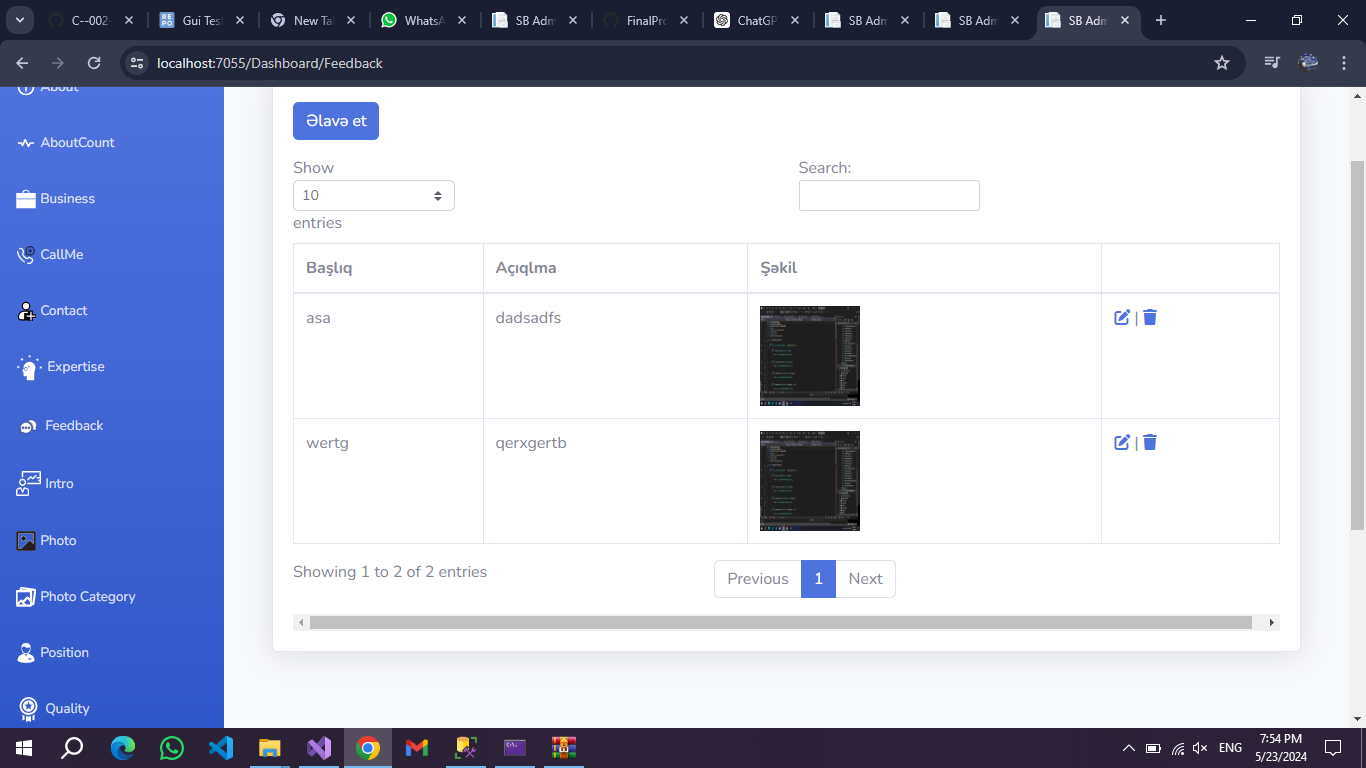 C--002-
Gui Test
New Ta
WhatsA
SB Adm
FinalPro
ChatGP
SB Adm
SB Adm
SB Adm
localhost:7055/Dashboard/Feedback
About
AboutCount
Business
CallMe
Contact
Expertise
Feedback
Intro
Photo
Photo Category
Position
Quality
Əlavə et
Show
10
entries
Search:
Başlıq Açıqlma Şəkil
asa dadsadfs |
wertg qerxgertb |
Showing 1 to 2 of 2 entries
Previous 1 Next
ENG
7:54 PM
5/23/2024